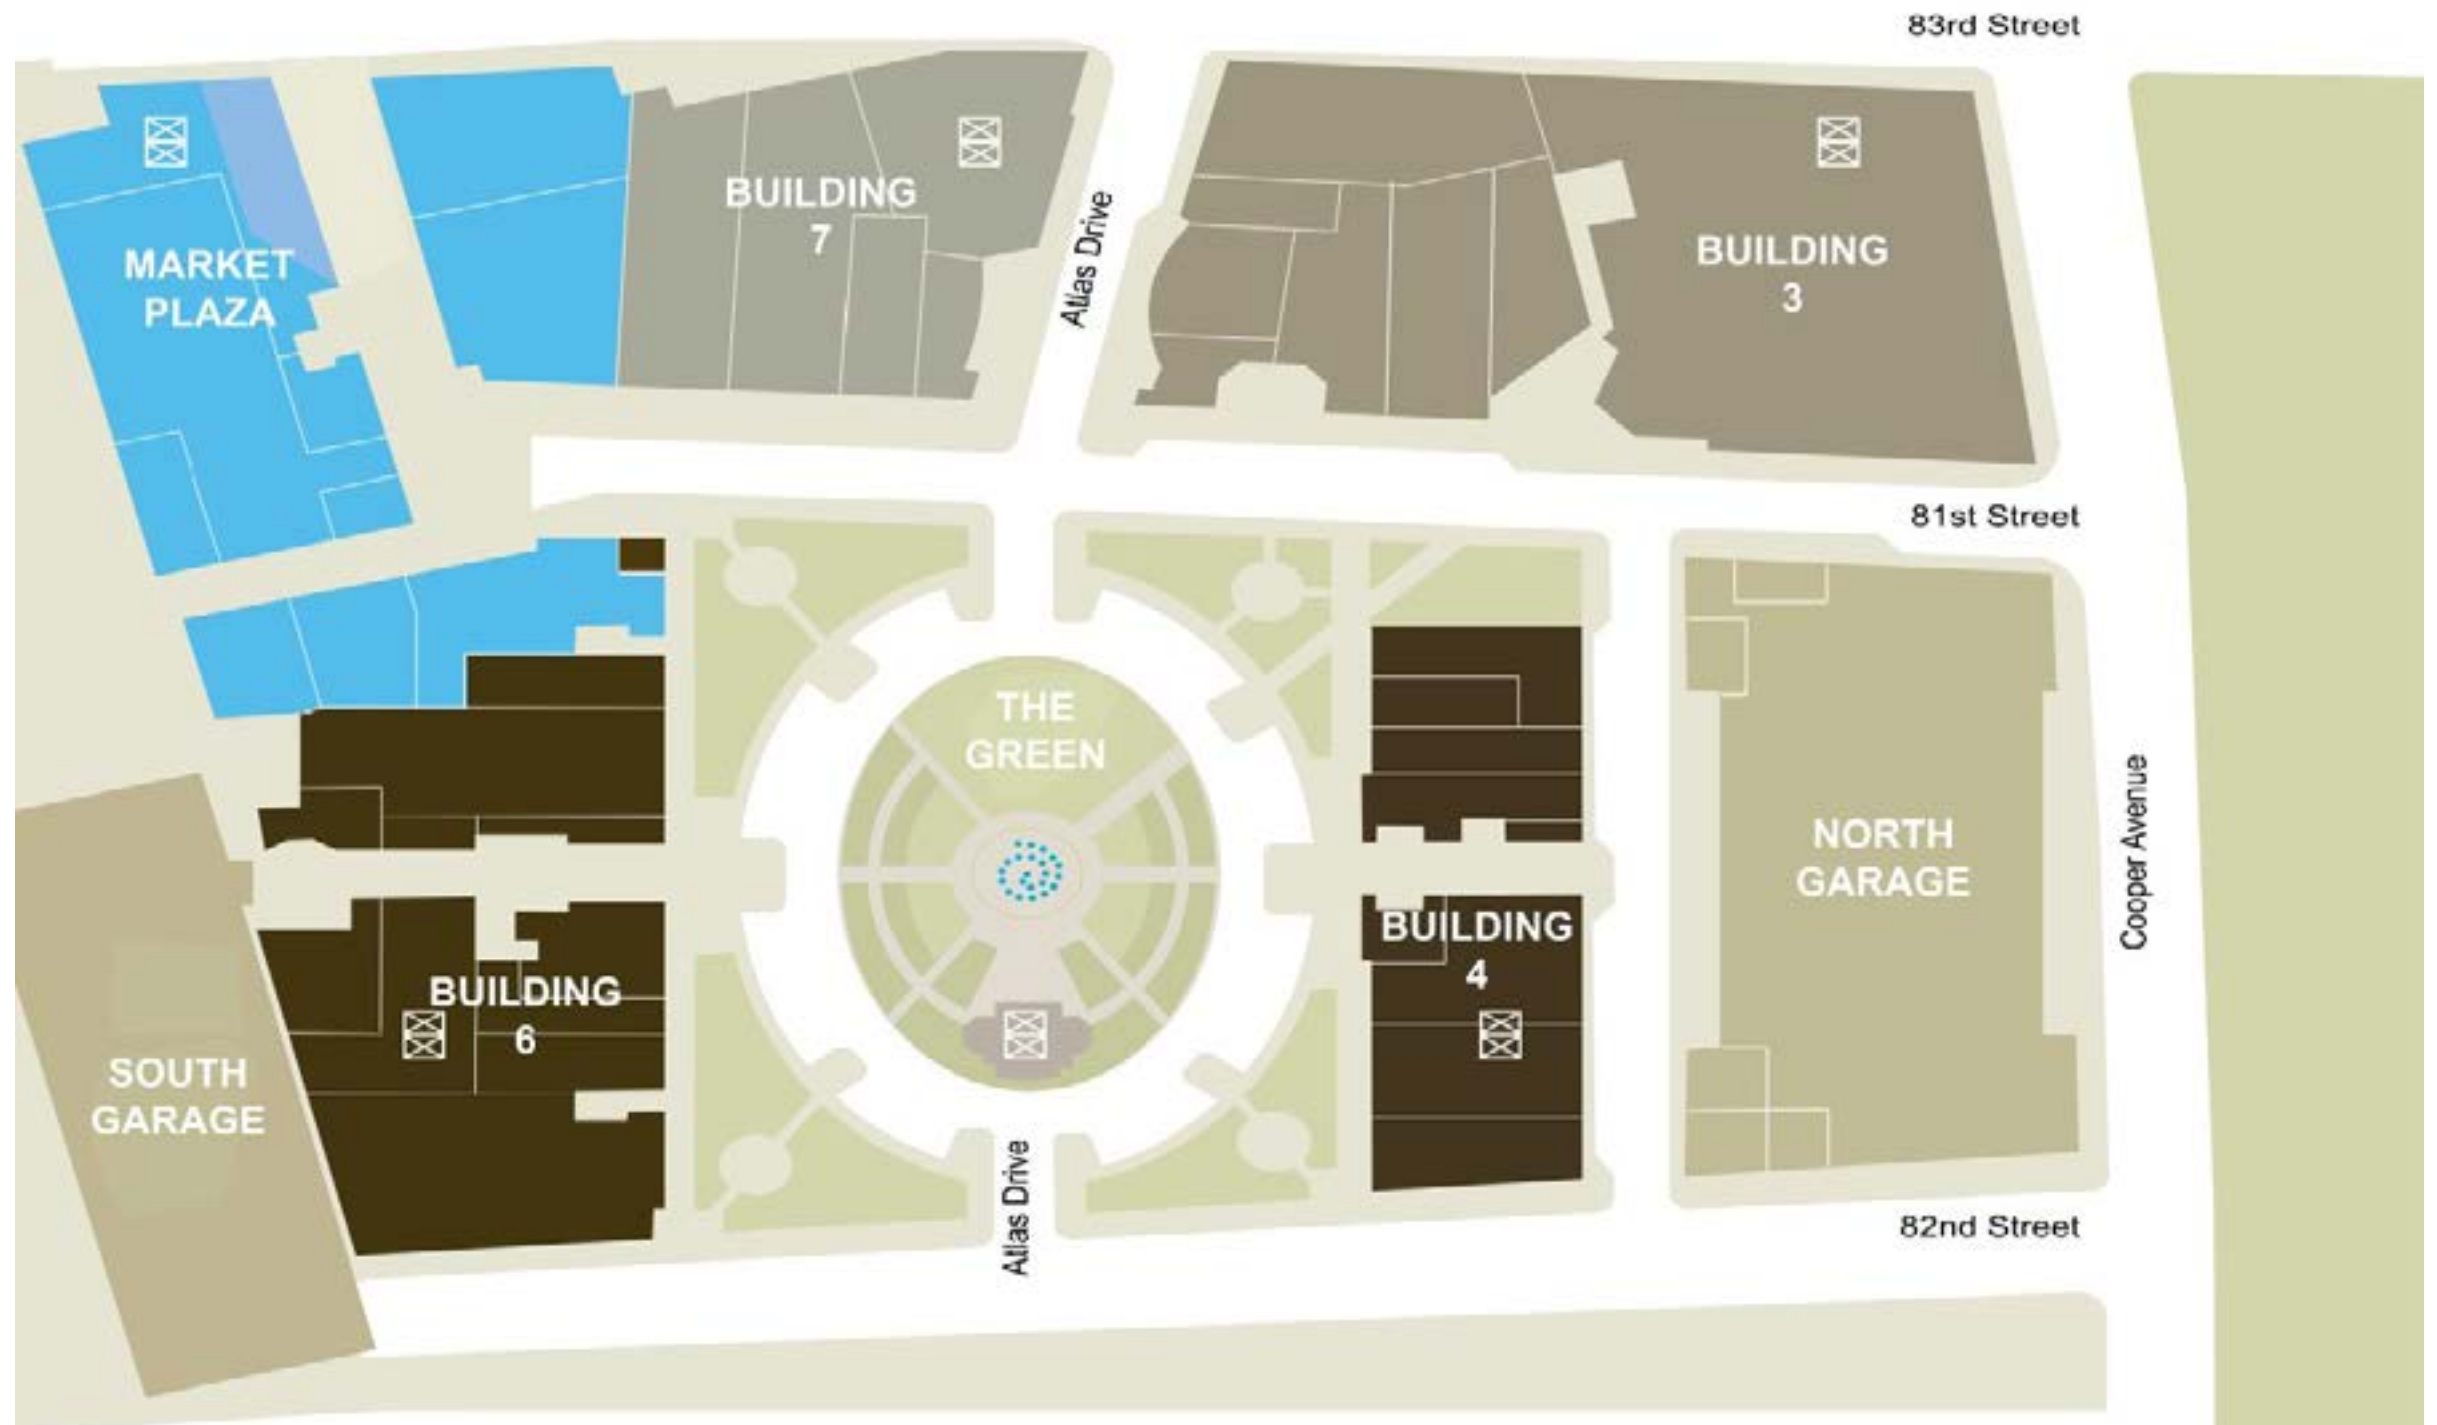 83rd Street
BUILDING
7
Atlas Drive
MARKET
PLAZA
BUILDING
3
81st Street
THE
GREEN
Cooper Avenue
NORTH
GARAGE
BUILDING
4
BUILDING
6
SOUTH
GARAGE
Atlas Drive
82nd Street